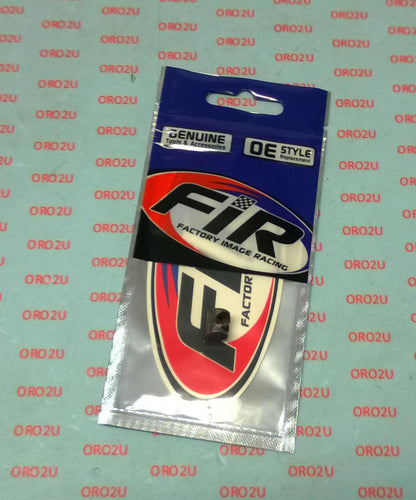 GENUINE
Tools & Accessories
OE STYLE
Replacement
FIR
FACTORY IMAGE RACING
FACTOR
ORO2U